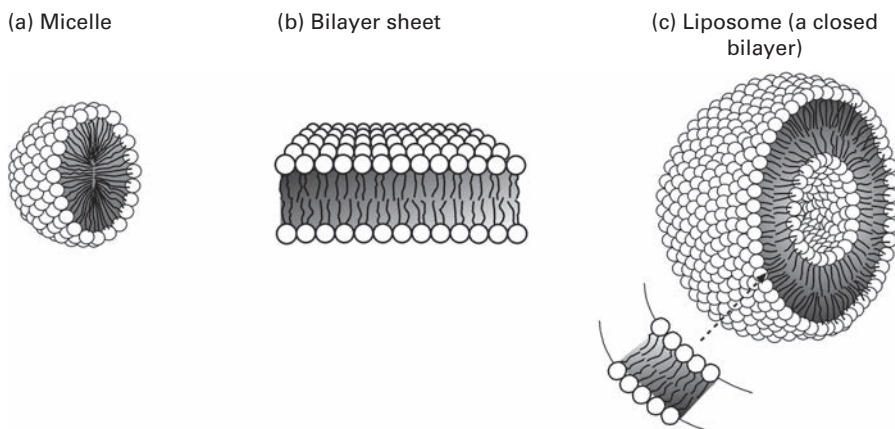 (a) Micelle
(b) Bilayer sheet
(c) Liposome (a closed
bilayer)